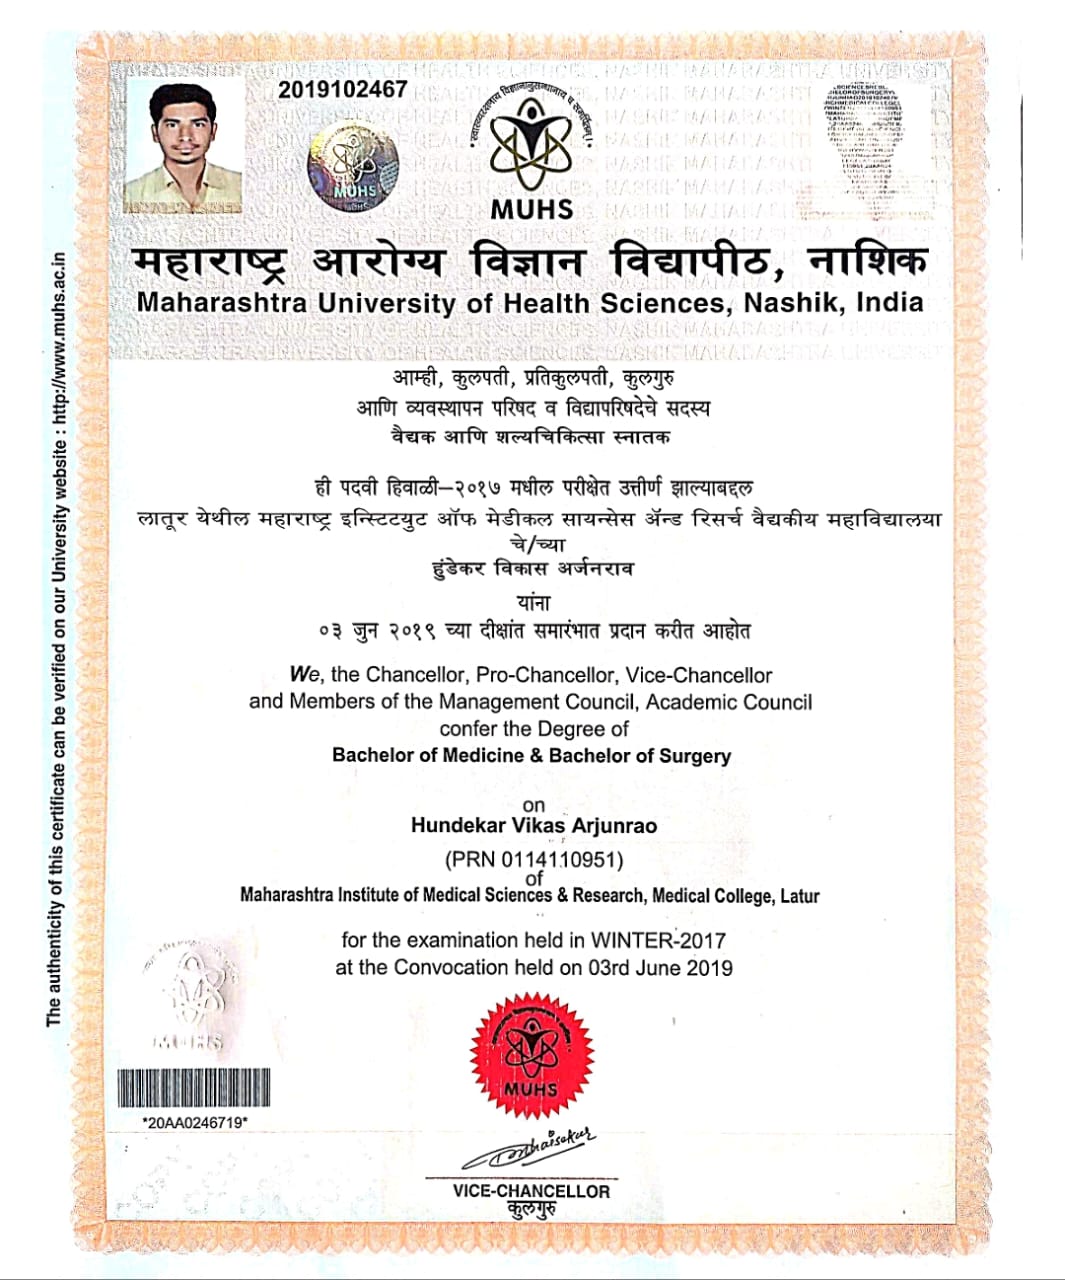 2019102467
MUHS
MUHS
महाराष्ट्र आरोग्य विज्ञान विद्यापीठ, नाशिक
Maharashtra University of Health Sciences, Nashik, India
आम्ही, कुलपती, प्रतिकुलपती, कुलगुरु
आणि व्यवस्थापन परिषद व विद्यापरिषदेचे सदस्य
वैद्यक आणि शल्यचिकित्सा स्नातक
ही पदवी हिवाळी–२०१७ मधील परीक्षेत उत्तीर्ण झाल्याबद्दल
लातूर येथील महाराष्ट्र इन्स्टिटयुट ऑफ मेडीकल सायन्सेस ॲन्ड रिसर्च वैद्यकीय महाविद्यालया
चे/च्या
हुंडेकर विकास अर्जनराव
यांना
०३ जुन २०१९ च्या दीक्षांत समारंभात प्रदान करीत आहोत
We, the Chancellor, Pro-Chancellor, Vice-Chancellor
and Members of the Management Council, Academic Council
confer the Degree of
Bachelor of Medicine & Bachelor of Surgery
on
Hundekar Vikas Arjunrao
(PRN 0114110951)
of
Maharashtra Institute of Medical Sciences & Research, Medical College, Latur
for the examination held in WINTER-2017
at the Convocation held on 03rd June 2019
MUHS
MUHS
*20AA0246719*
VICE-CHANCELLOR
कुलगुरु
The authenticity of this certificate can be verified on our University website : http://www.muhs.ac.in